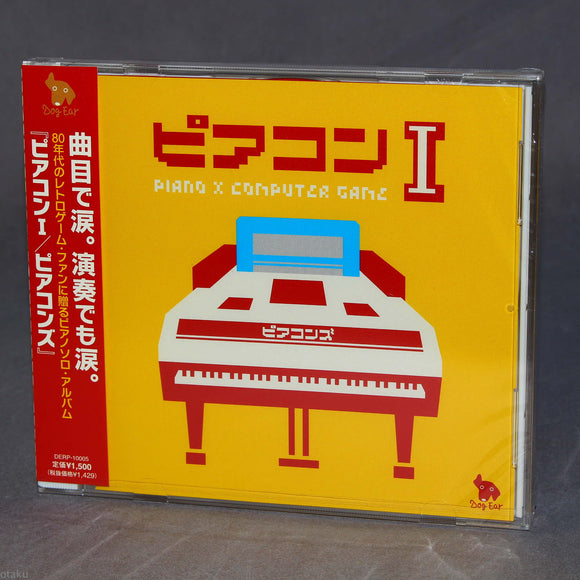 Dog Ear
曲目で涙。演奏でも涙。
80年代のレトロゲーム・ファンに贈るピアノソロ・アルバム
『ピアコンⅠ／ピアコンズ』
DERP-10005
定価¥1,500
(税抜価格¥1,429)
ピアコンⅠ
PIANO X COMPUTER GAME
ピアコンズ
Dog Ear
otaku